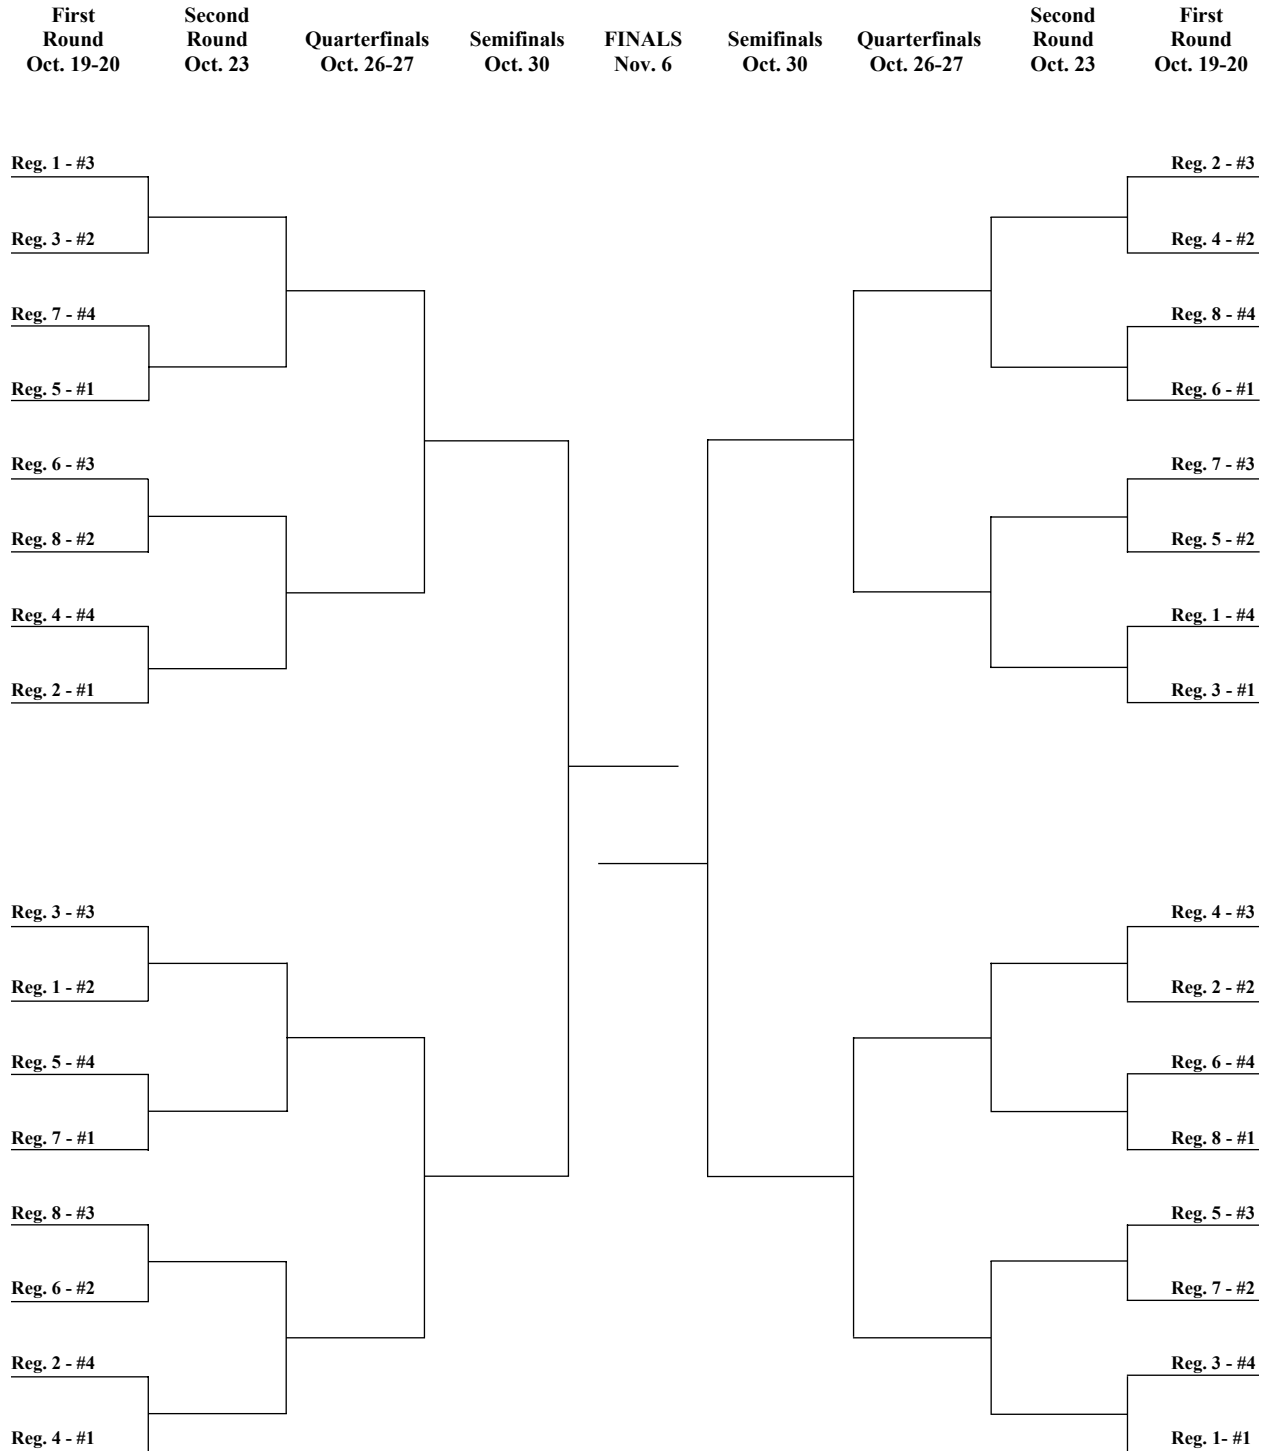 First Second Second First
Round Round Quarterfinals Semifinals FINALS Semifinals Quarterfinals Round Round
Oct. 19-20 Oct. 23 Oct. 26-27 Oct. 30 Nov. 6 Oct. 30 Oct. 26-27 Oct. 23 Oct. 19-20
Reg. 1 - #3 Reg. 2 - #3
Reg. 3 - #2 Reg. 4 - #2
Reg. 7 - #4 Reg. 8 - #4
Reg. 5 - #1 Reg. 6 - #1
Reg. 6 - #3 Reg. 7 - #3
Reg. 8 - #2 Reg. 5 - #2
Reg. 4 - #4 Reg. 1 - #4
Reg. 2 - #1 Reg. 3 - #1
Reg. 3 - #3 Reg. 4 - #3
Reg. 1 - #2 Reg. 2 - #2
Reg. 5 - #4 Reg. 6 - #4
Reg. 7 - #1 Reg. 8 - #1
Reg. 8 - #3 Reg. 5 - #3
Reg. 6 - #2 Reg. 7 - #2
Reg. 2 - #4 Reg. 3 - #4
Reg. 4 - #1 Reg. 1- #1